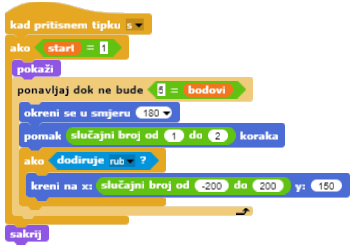 kad pritisnem tipku s
ako start = 1
pokaži
ponavljaj dok ne bude 5 = bodovi
okreni se u smjeru 180
pomak slučajni broj od 1 do 2 koraka
ako dodiruje rub ?
kreni na x: slučajni broj od -200 do 200 y: 150
sakrij